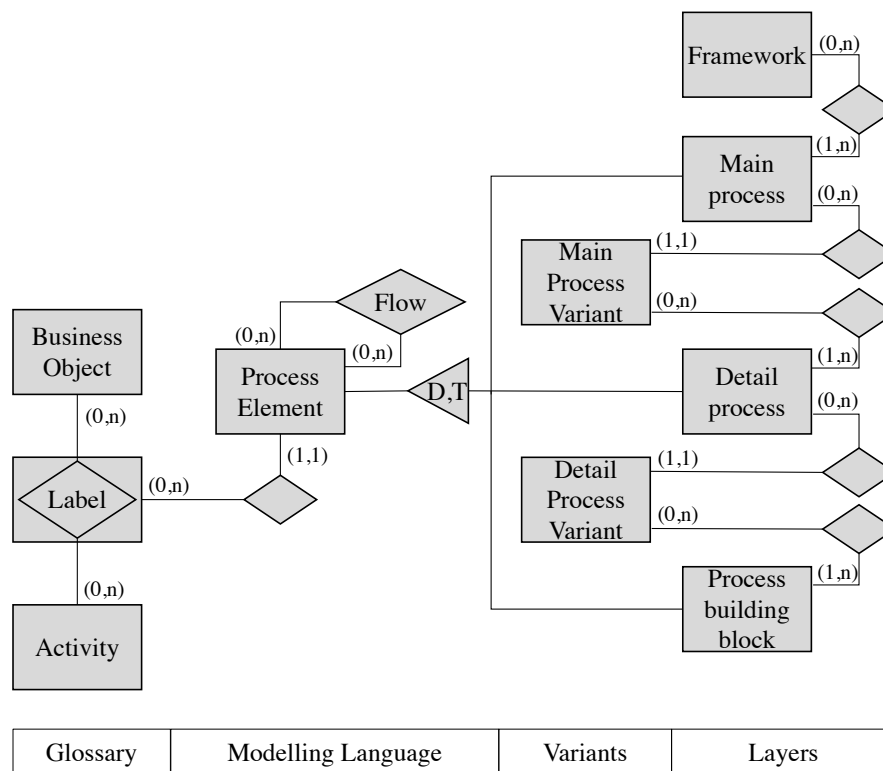 Framework
(0,n)
(1,n)
Main
process
(0,n)
Main
Process
Variant
(1,1)
(0,n)
Flow
(0,n)
(0,n)
Business
Object
(0,n)
Process
Element
D,T
(1,n)
Detail
process
(0,n)
(1,1)
Label
(0,n)
Detail
Process
Variant
(1,1)
(0,n)
(0,n)
Activity
(1,n)
Process
building
block
Glossary
Modelling Language
Variants
Layers